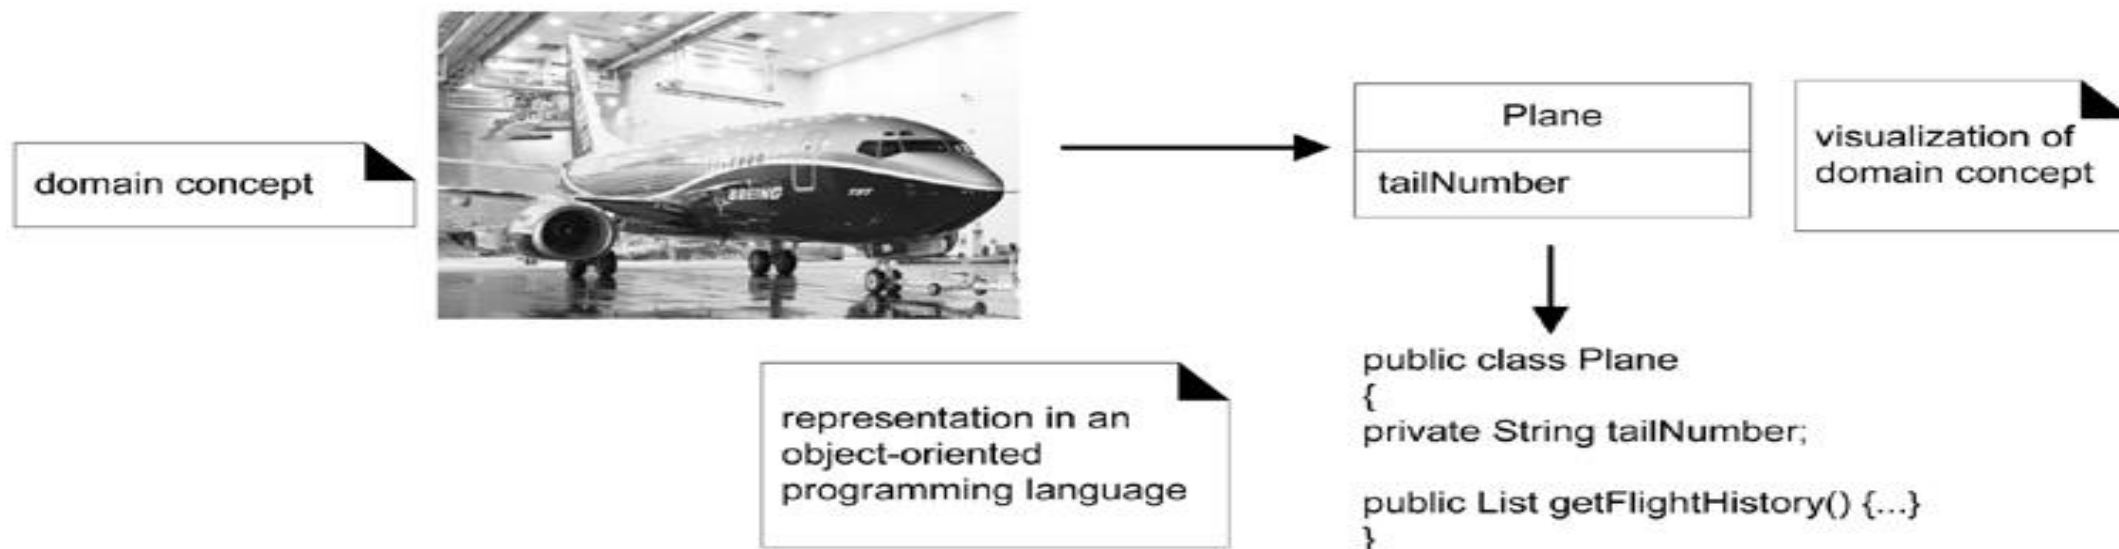 domain concept
BOEING
737
Plane
tailNumber
visualization of
domain concept
representation in an
object-oriented
programming language
public class Plane
{
private String tailNumber;
public List getFlightHistory() {...}
}